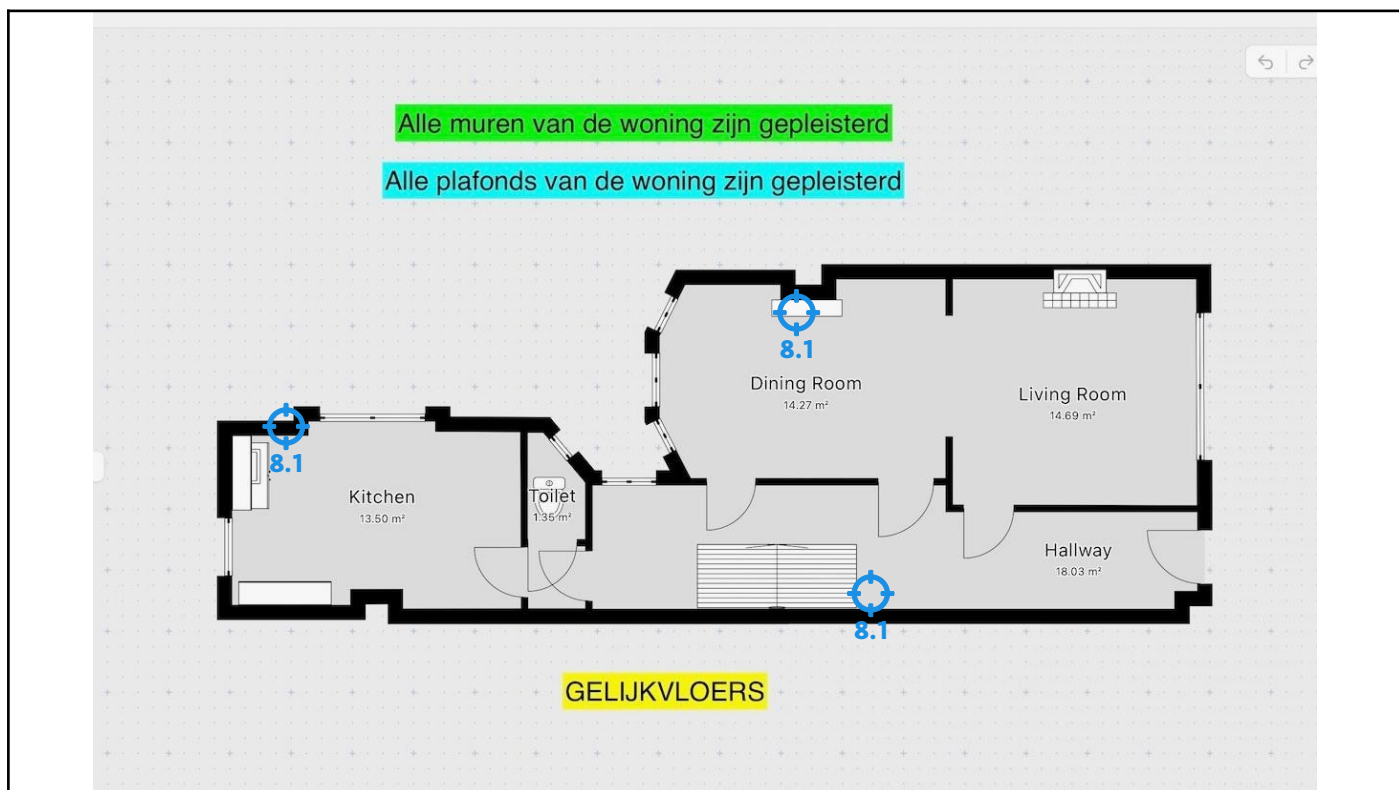 Alle muren van de woning zijn gepleisterd
Alle plafonds van de woning zijn gepleisterd
8.1
Dining Room
14.27 m²
Living Room
14.69 m²
8.1
Kitchen
13.50 m²
Toilet
1.35 m²
Hallway
18.03 m²
8.1
GELIJKVLOERS